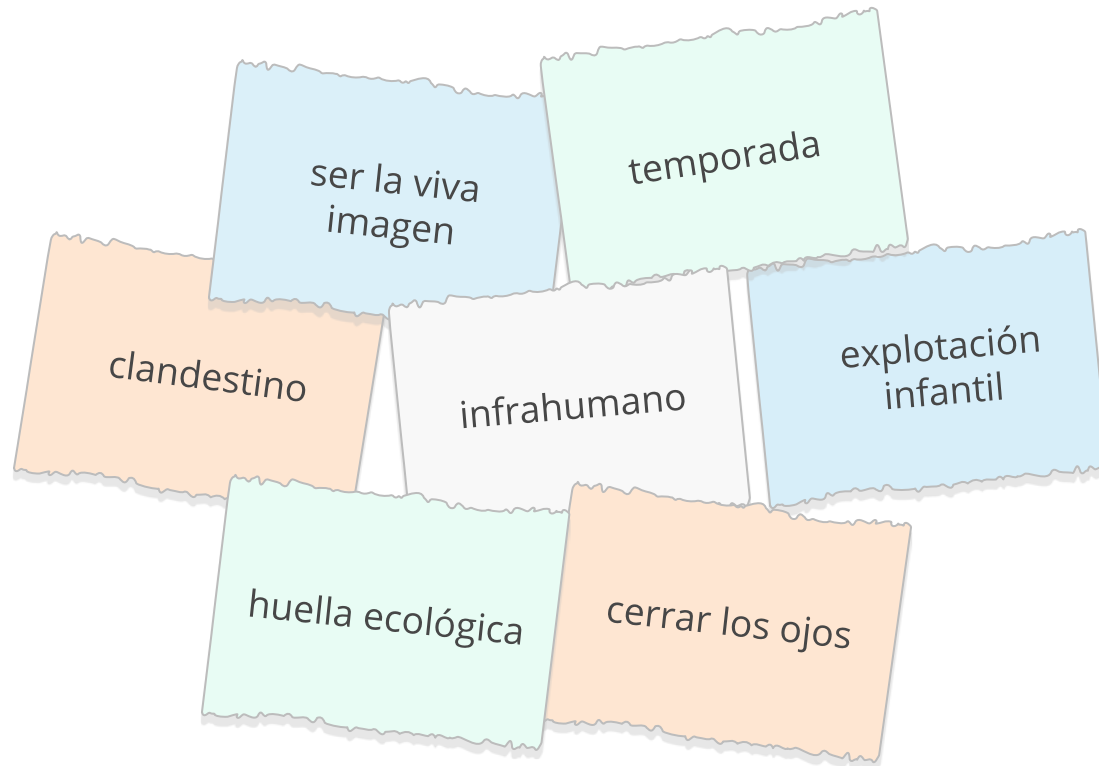 ser la viva
imagen
temporada
clandestino
infrahumano
explotación
infantil
huella ecológica
cerrar los ojos